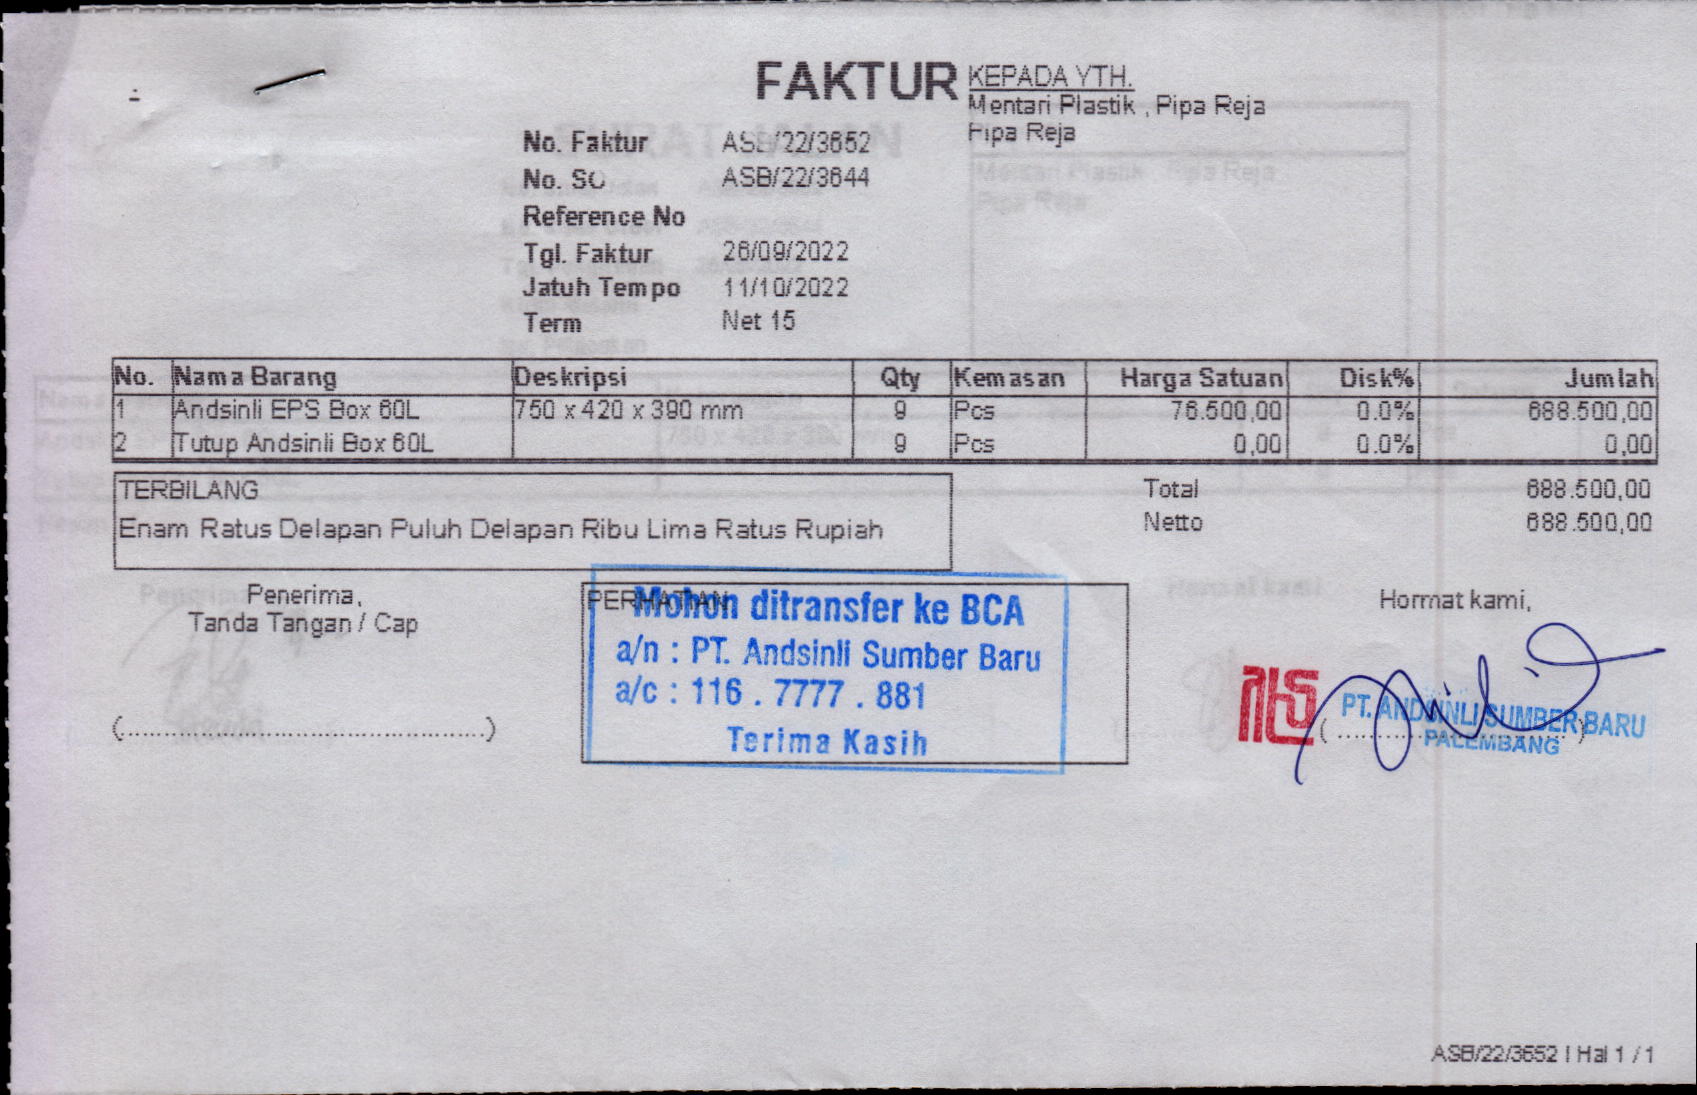 FAKTUR
KEPADA YTH.
Mentari Plastik , Pipa Reja
Pipa Reja
No. Faktur ASB/22/3652
No. SO ASB/22/3644
Reference No
Tgl. Faktur 26/09/2022
Jatuh Tempo 11/10/2022
Term Net 15
No. Nama Barang Deskripsi Qty Kemasan Harga Satuan Disk% Jumlah
1 Andsinli EPS Box 60L 750 x 420 x 390 mm 9 Pcs 76.500,00 0.0% 688.500,00
2 Tutup Andsinli Box 60L 9 Pcs 0,00 0.0% 0,00
TERBILANG
Enam Ratus Delapan Puluh Delapan Ribu Lima Ratus Rupiah
Total 688.500,00
Netto 688.500,00
Penerima,
Tanda Tangan / Cap
(...........................................)
PERHATIAN
Mohon ditransfer ke BCA
a/n : PT. Andsinli Sumber Baru
a/c : 116 . 7777 . 881
Terima Kasih
Hormat kami,
PT. ANDSINLI SUMBER BARU
PALEMBANG
ASB/22/3652 | Hal 1 / 1